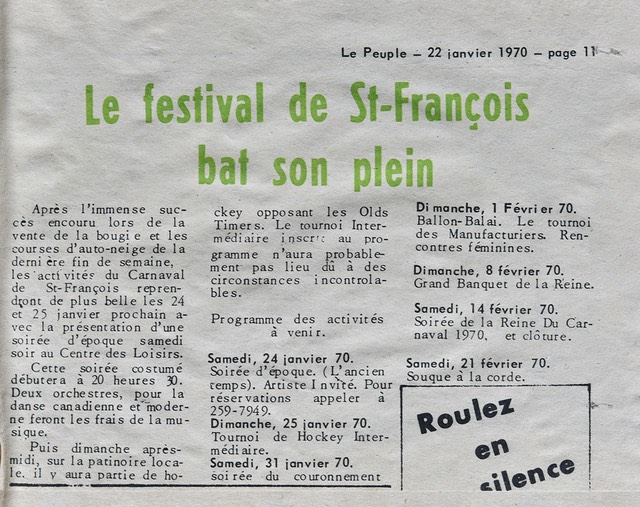 Le Peuple – 22 janvier 1970 – page 11
Le festival de St-François
bat son plein
Après l'immense suc-
cès encouru lors de la
vente de la bougie et les
courses d'auto-neige de la
dernière fin de semaine,
les activités du Carnaval
de St-François repren-
dront de plus belle les 24
et 25 janvier prochain a-
vec la présentation d'une
soirée d'époque samedi
soir au Centre des Loisirs.
Cette soirée costumé
débutera à 20 heures 30.
Deux orchestres, pour la
danse canadienne et moder-
ne feront les frais de la mu-
sique.
Puis dimanche après-
midi, sur la patinoire loca-
le, il y aura partie de ho-
ckey opposant les Olds
Timers. Le tournoi Inter-
médiaire inscrit au pro-
gramme n'aura probable-
ment pas lieu dû à des
circonstances incontrola-
bles.
Programme des activités
à venir.
Samedi, 24 janvier 70.
Soirée d'époque. (L'ancien
temps). Artiste Invité. Pour
réservations appeler à
259-7949.
Dimanche, 25 janvier 70.
Tournoi de Hockey Inter-
médiaire.
Samedi, 31 janvier 70.
soirée du couronnement
Dimanche, 1 Février 70.
Ballon-Balai. Le tournoi
des Manufacturiers. Ren-
contres féminines.
Dimanche, 8 février 70.
Grand Banquet de la Reine.
Samedi, 14 février 70.
Soirée de la Reine Du Car-
naval 1970, et clôture.
Samedi, 21 février 70.
Souque à la corde.
Roulez
en
silence